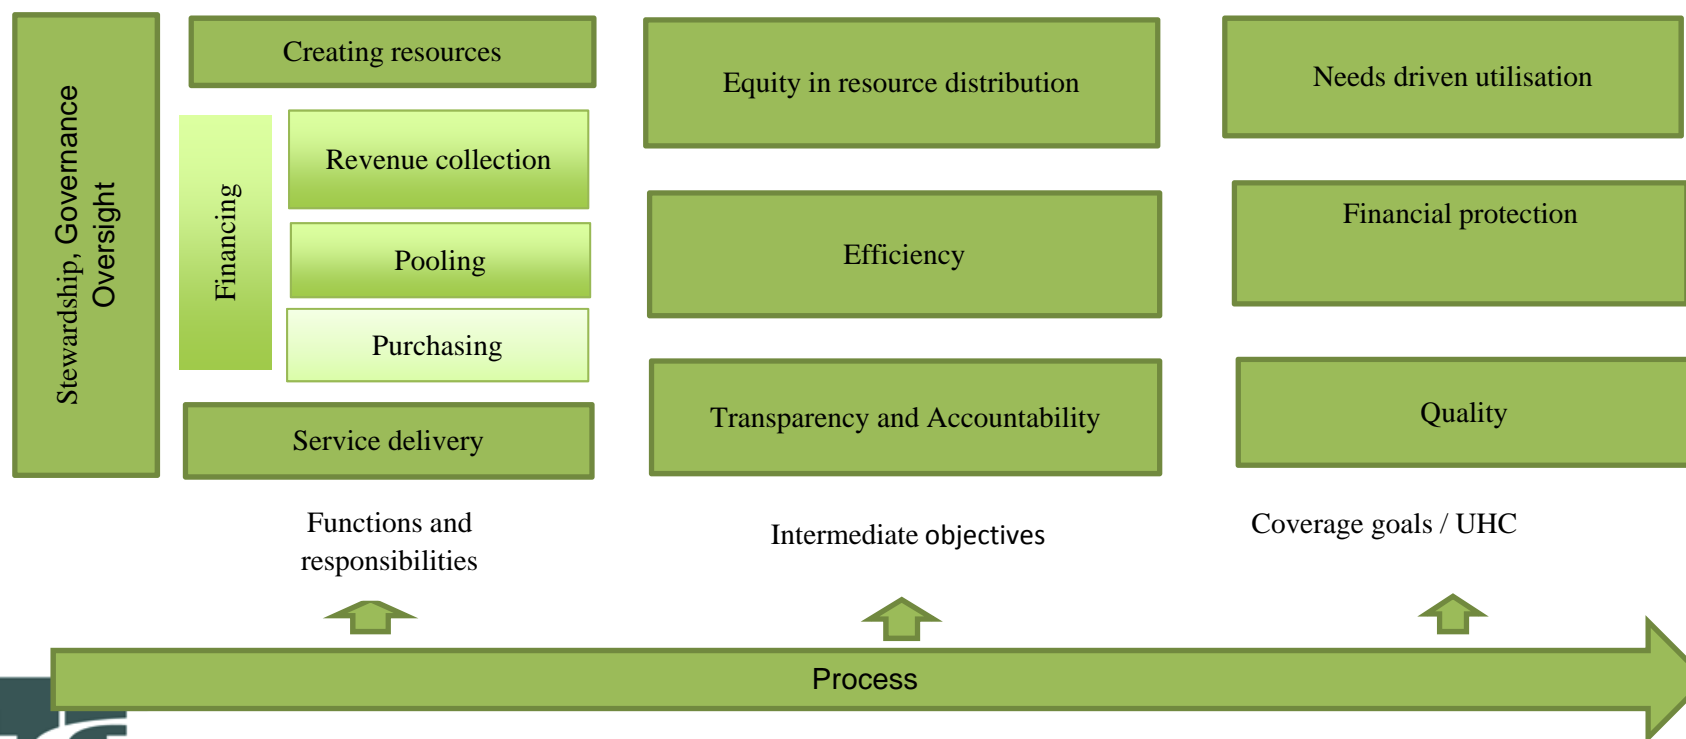 Stewardship, Governance
Oversight
Creating resources
Financing
Revenue collection
Pooling
Purchasing
Service delivery
Functions and
responsibilities
Equity in resource distribution
Efficiency
Transparency and Accountability
Intermediate objectives
Needs driven utilisation
Financial protection
Quality
Coverage goals / UHC
Process